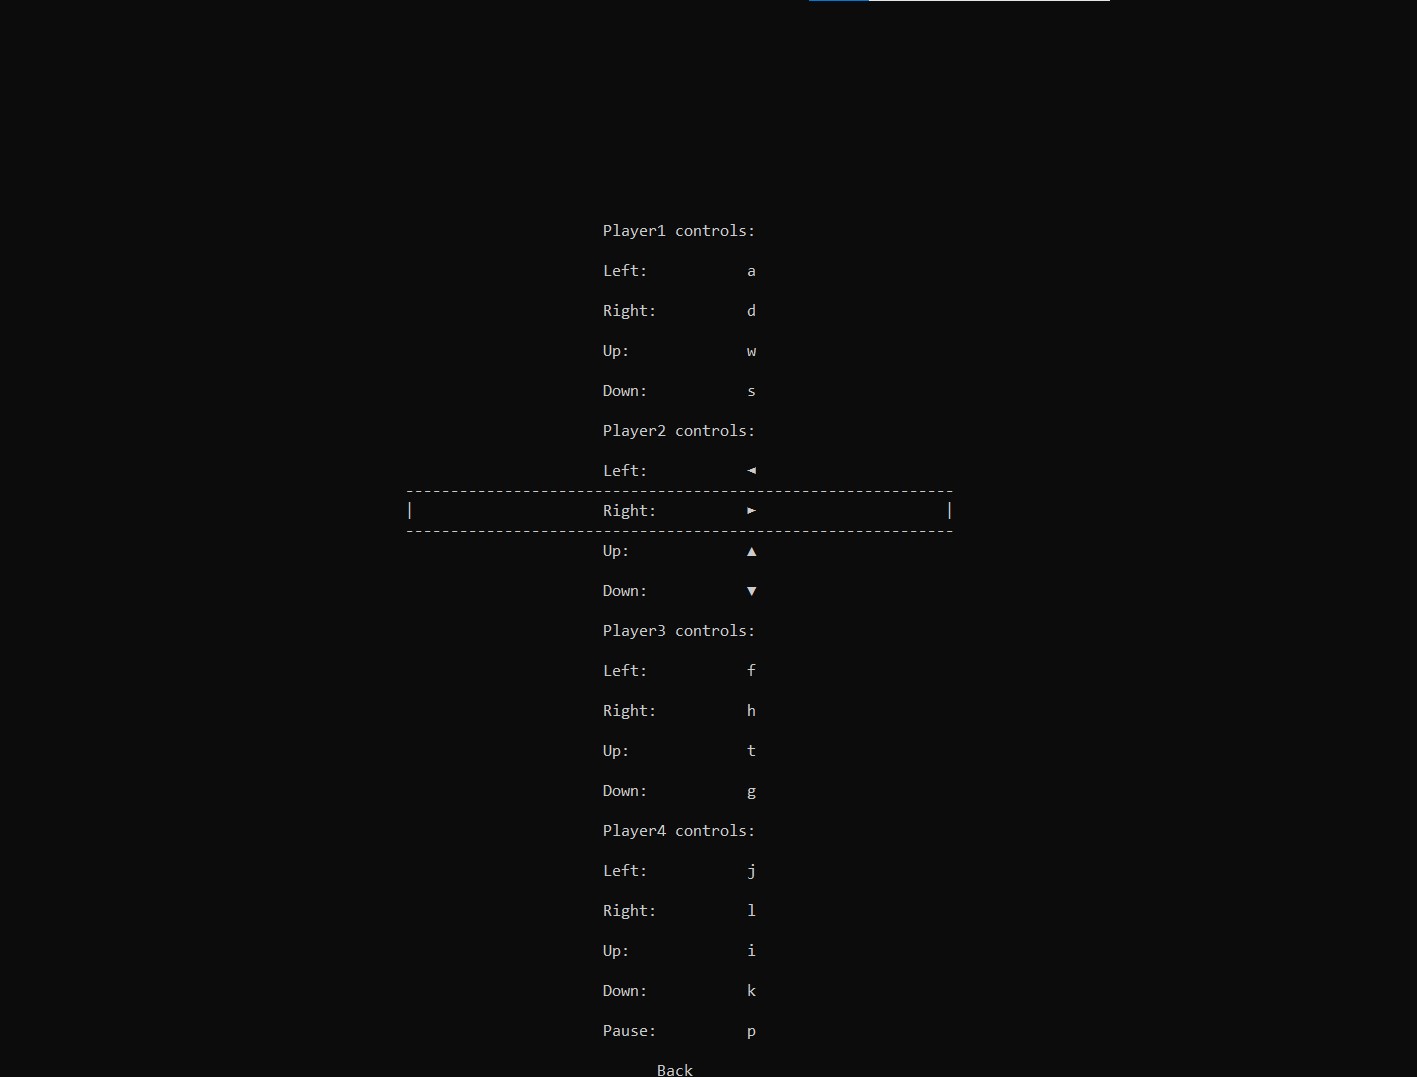 Player1 controls:
Left: a
Right: d
Up: w
Down: s
Player2 controls:
Left: ◄
Right: ►
Up: ▲
Down: ▼
Player3 controls:
Left: f
Right: h
Up: t
Down: g
Player4 controls:
Left: j
Right: l
Up: i
Down: k
Pause: p
Back